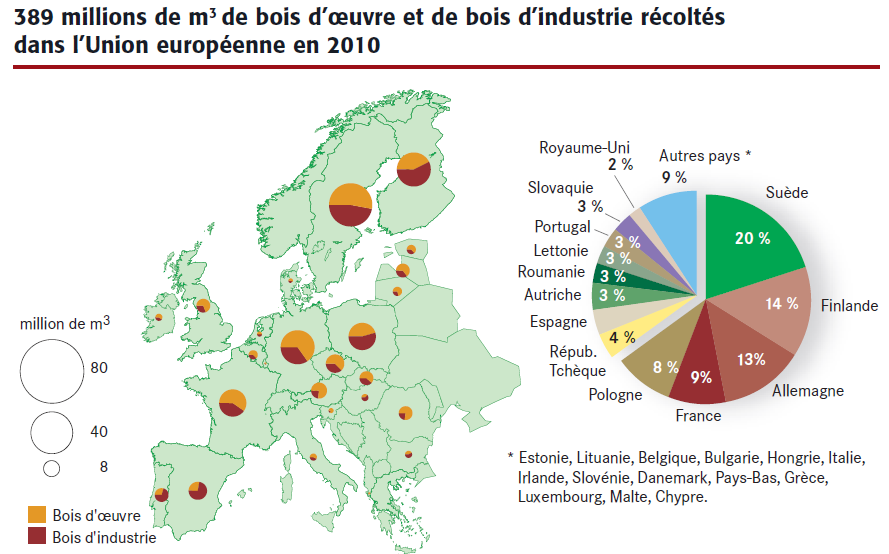 389 millions de m³ de bois d’œuvre et de bois d’industrie récoltés
dans l’Union européenne en 2010
million de m3
80
40
8
Bois d'œuvre
Bois d'industrie
Royaume-Uni
2 %
Autres pays *
9 %
Slovaquie
3 %
Portugal
3 %
Lettonie
3 %
Roumanie
3 %
Autriche
3 %
Espagne
4 %
Répub.
Tchèque
8 %
Pologne
9%
France
13%
Allemagne
14 %
Finlande
20 %
Suède
* Estonie, Lituanie, Belgique, Bulgarie, Hongrie, Italie,
Irlande, Slovénie, Danemark, Pays-Bas, Grèce,
Luxembourg, Malte, Chypre.